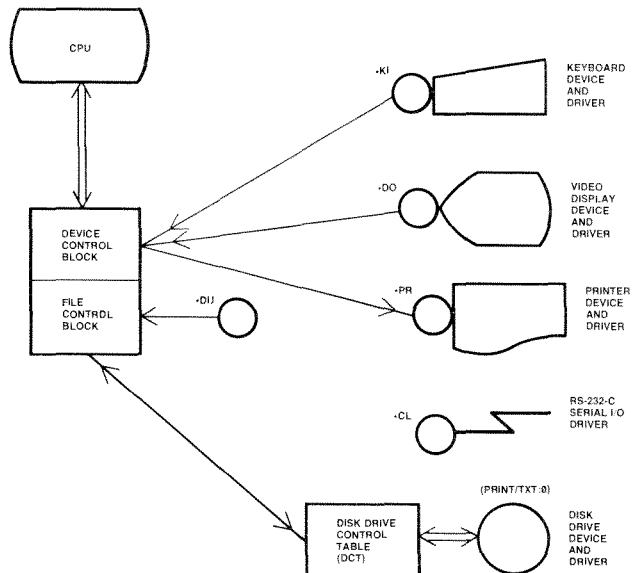 CPU
*KI
KEYBOARD
DEVICE
AND
DRIVER
*DO
VIDEO
DISPLAY
DEVICE
AND
DRIVER
DEVICE
CONTROL
BLOCK
FILE
CONTROL
BLOCK
*DU
*PR
PRINTER
DEVICE
AND
DRIVER
*CL
RS-232-C
SERIAL I/O
DRIVER
(PRINT/TXT:0)
DISK DRIVE
CONTROL
TABLE
(DCT)
DISK
DRIVE
DEVICE
AND
DRIVER